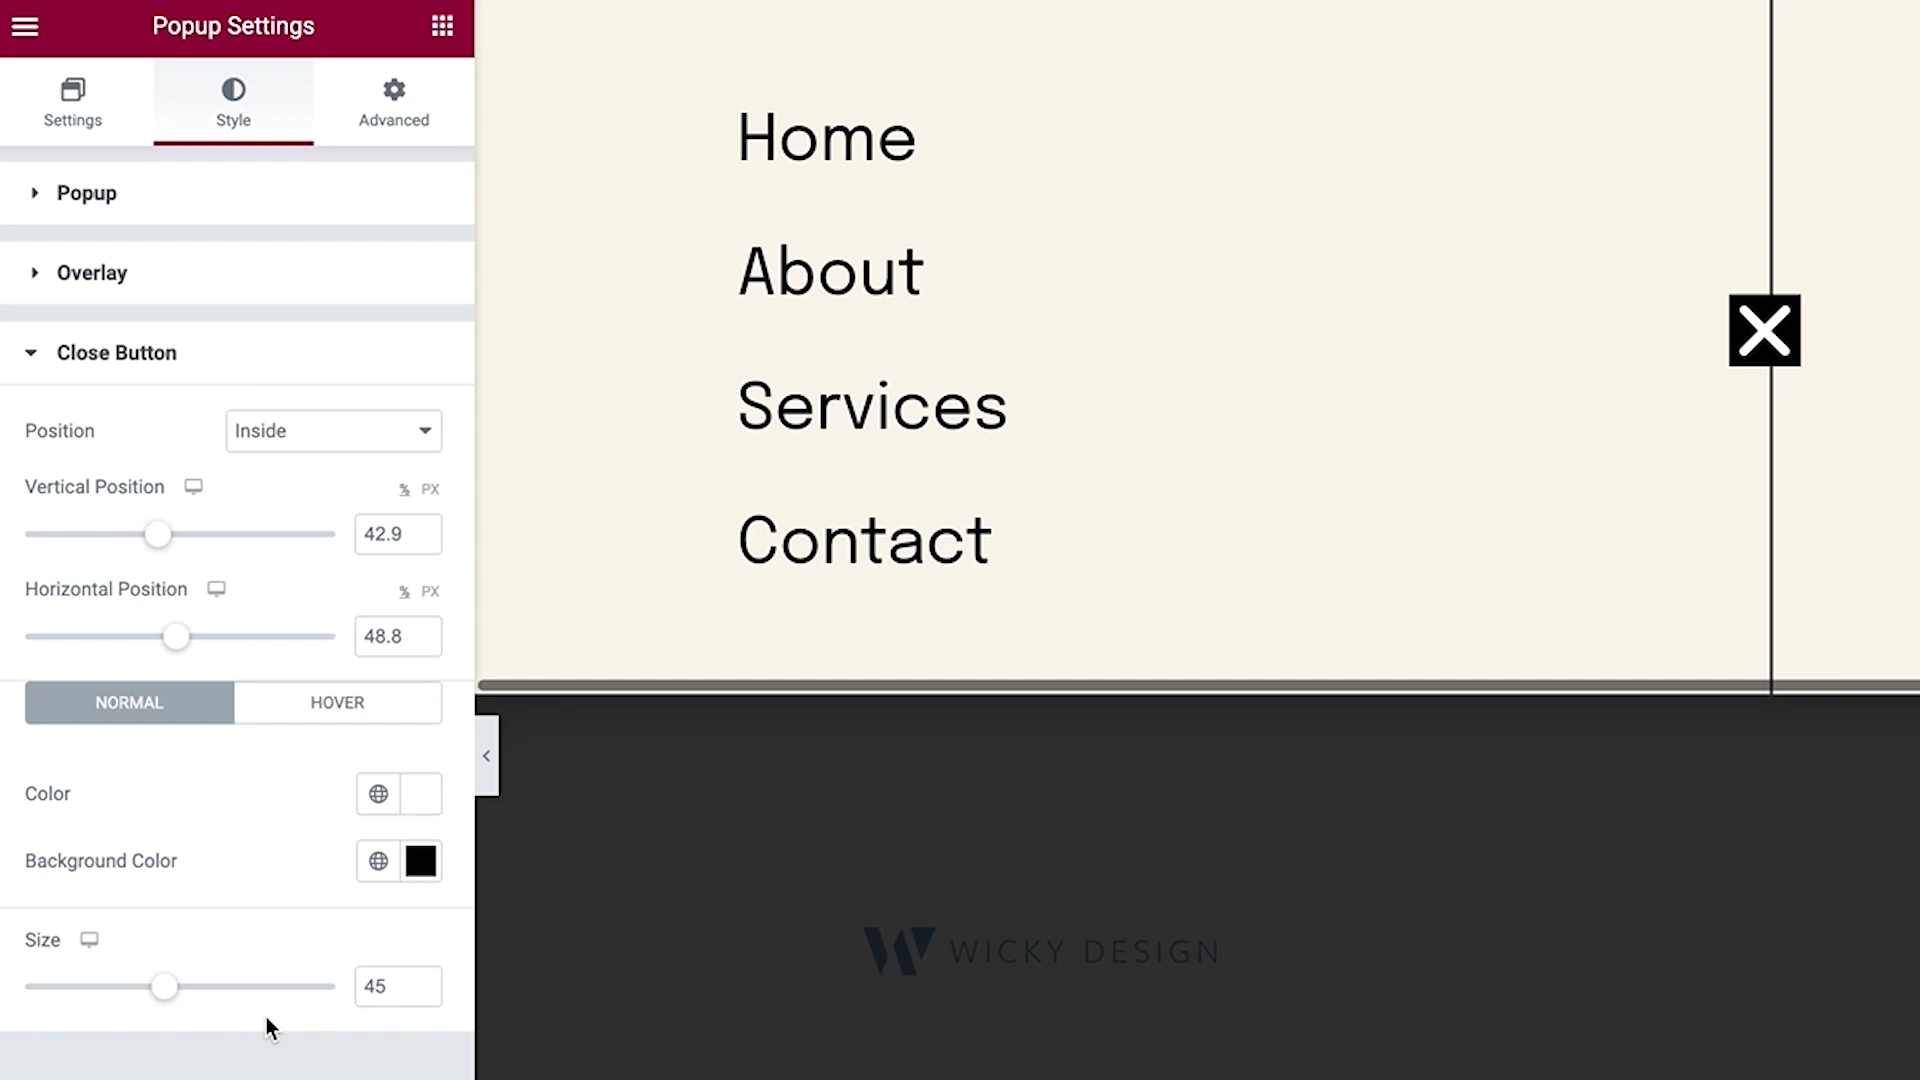 Popup Settings
Settings
Style
Advanced
Popup
Overlay
Close Button
Position
Inside
Vertical Position
% PX
42.9
Horizontal Position
% PX
48.8
NORMAL
HOVER
Color
Background Color
Size
45
Home
About
Services
Contact
WICKY DESIGN